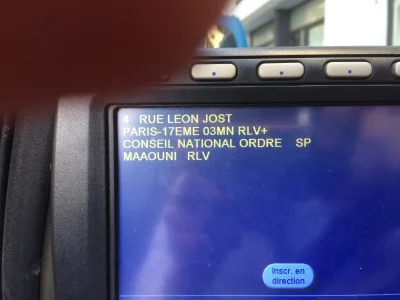 4 RUE LEON JOST
PARIS-17EME 03MN RLV+
CONSEIL NATIONAL ORDRE SP
MAAOUNI RLV
Inscr. en
direction